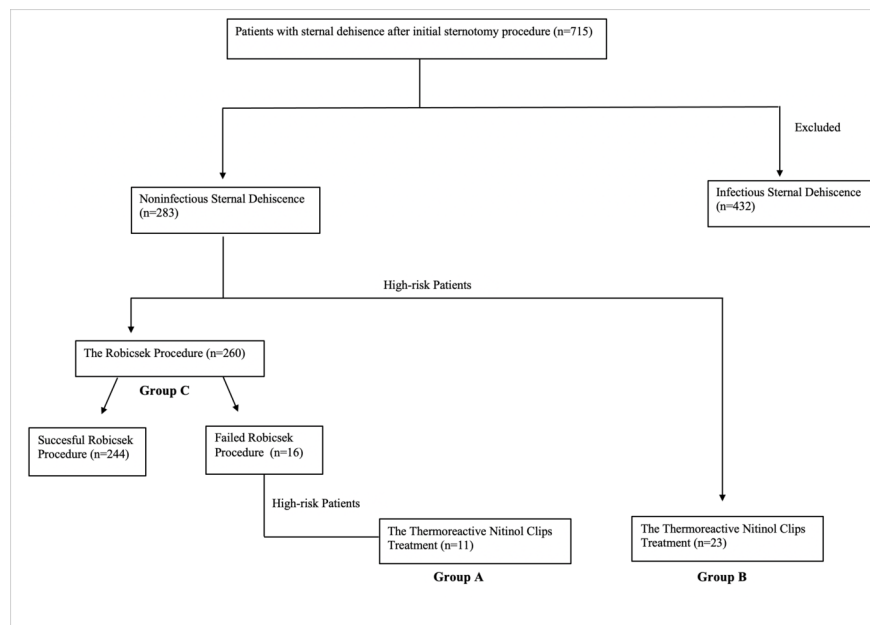 Patients with sternal dehisence after initial sternotomy procedure (n=715)
Excluded
Noninfectious Sternal Dehiscence
(n=283)
Infectious Sternal Dehiscence
(n=432)
High-risk Patients
The Robicsek Procedure (n=260)
Group C
Succesful Robicsek
Procedure (n=244)
Failed Robicsek
Procedure (n=16)
High-risk Patients
The Thermoreactive Nitinol Clips
Treatment (n=11)
Group A
The Thermoreactive Nitinol Clips
Treatment (n=23)
Group B